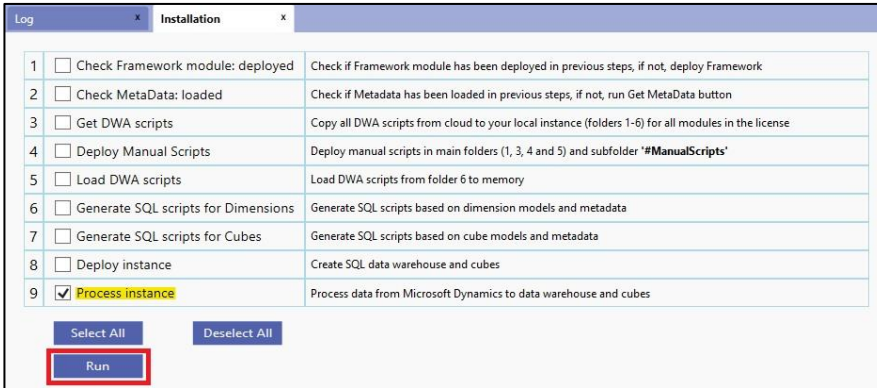 Log x Installation x
1 Check Framework module: deployed Check if Framework module has been deployed in previous steps, if not, deploy Framework
2 Check MetaData: loaded Check if Metadata has been loaded in previous steps, if not, run Get MetaData button
3 Get DWA scripts Copy all DWA scripts from cloud to your local instance (folders 1-6) for all modules in the license
4 Deploy Manual Scripts Deploy manual scripts in main folders (1, 3, 4 and 5) and subfolder '#ManualScripts'
5 Load DWA scripts Load DWA scripts from folder 6 to memory
6 Generate SQL scripts for Dimensions Generate SQL scripts based on dimension models and metadata
7 Generate SQL scripts for Cubes Generate SQL scripts based on cube models and metadata
8 Deploy instance Create SQL data warehouse and cubes
9 Process instance Process data from Microsoft Dynamics to data warehouse and cubes
Select All Deselect All
Run